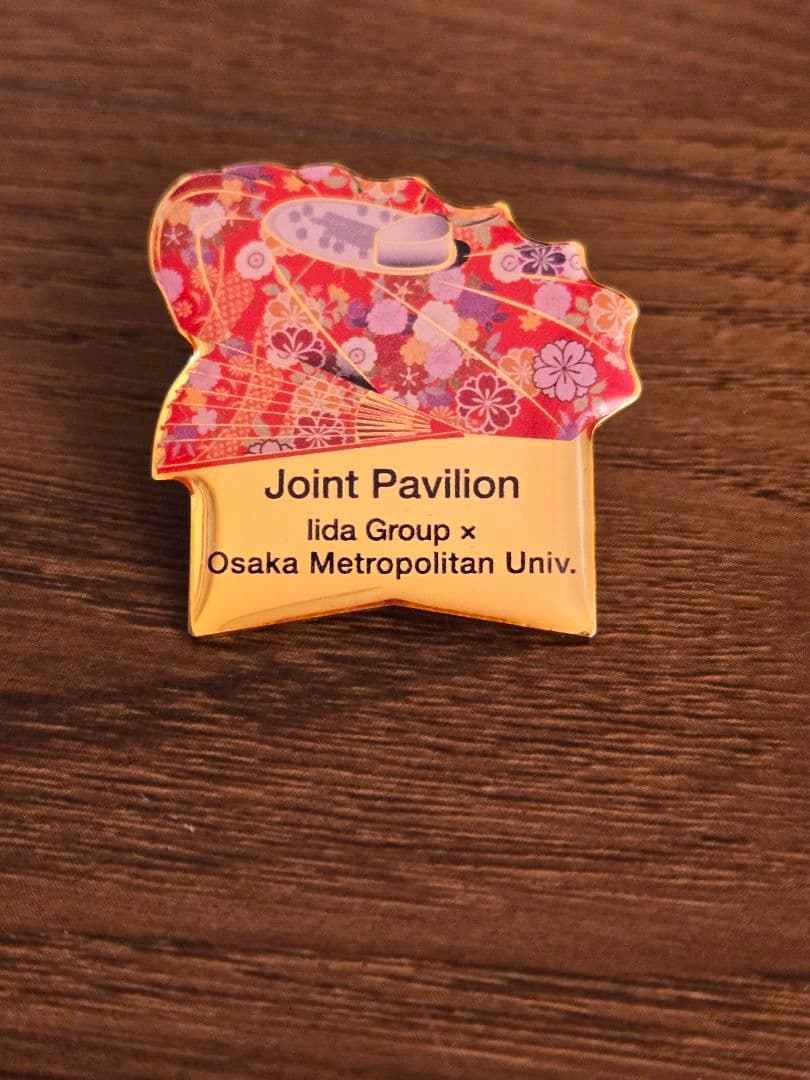 Joint Pavilion
Iida Group ×
Osaka Metropolitan Univ.